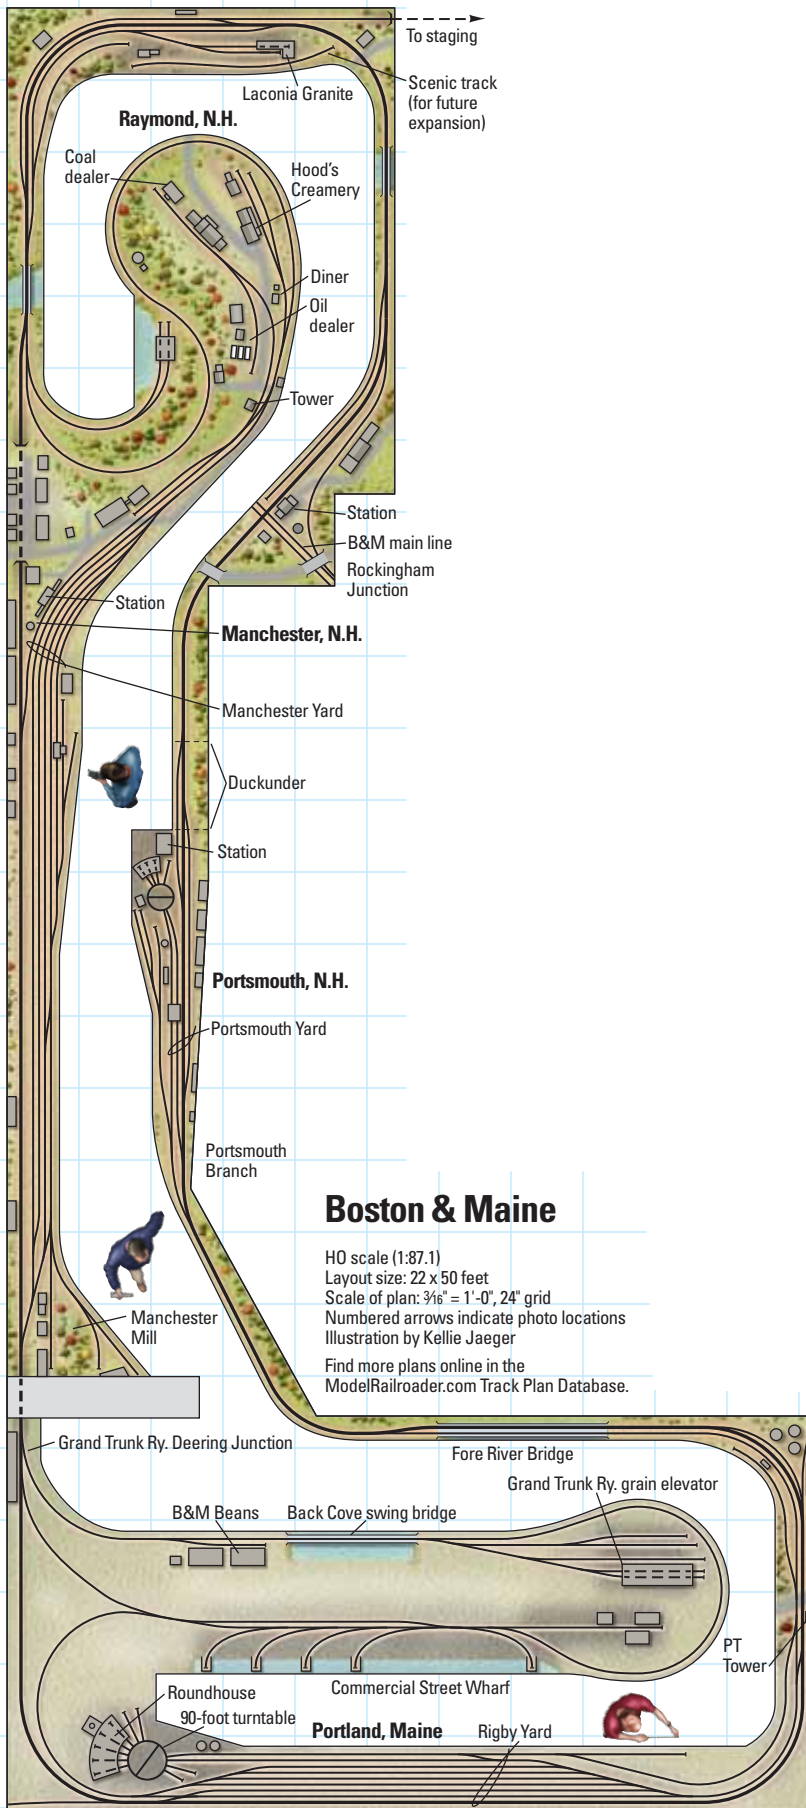 To staging
Scenic track
(for future
expansion)
Laconia Granite
Raymond, N.H.
Coal
dealer
Hood's
Creamery
Diner
Oil
dealer
Tower
Station
B&M main line
Rockingham
Junction
Station
Manchester, N.H.
Manchester Yard
Duckunder
Station
Portsmouth, N.H.
Portsmouth Yard
Portsmouth
Branch
Boston & Maine
HO scale (1:87.1)
Layout size: 22 x 50 feet
Scale of plan: 3⁄16" = 1'-0", 24" grid
Numbered arrows indicate photo locations
Illustration by Kellie Jaeger
Find more plans online in the
ModelRailroader.com Track Plan Database.
Manchester
Mill
Grand Trunk Ry. Deering Junction
Fore River Bridge
Grand Trunk Ry. grain elevator
B&M Beans
Back Cove swing bridge
PT
Tower
Commercial Street Wharf
Roundhouse
90-foot turntable
Portland, Maine
Rigby Yard